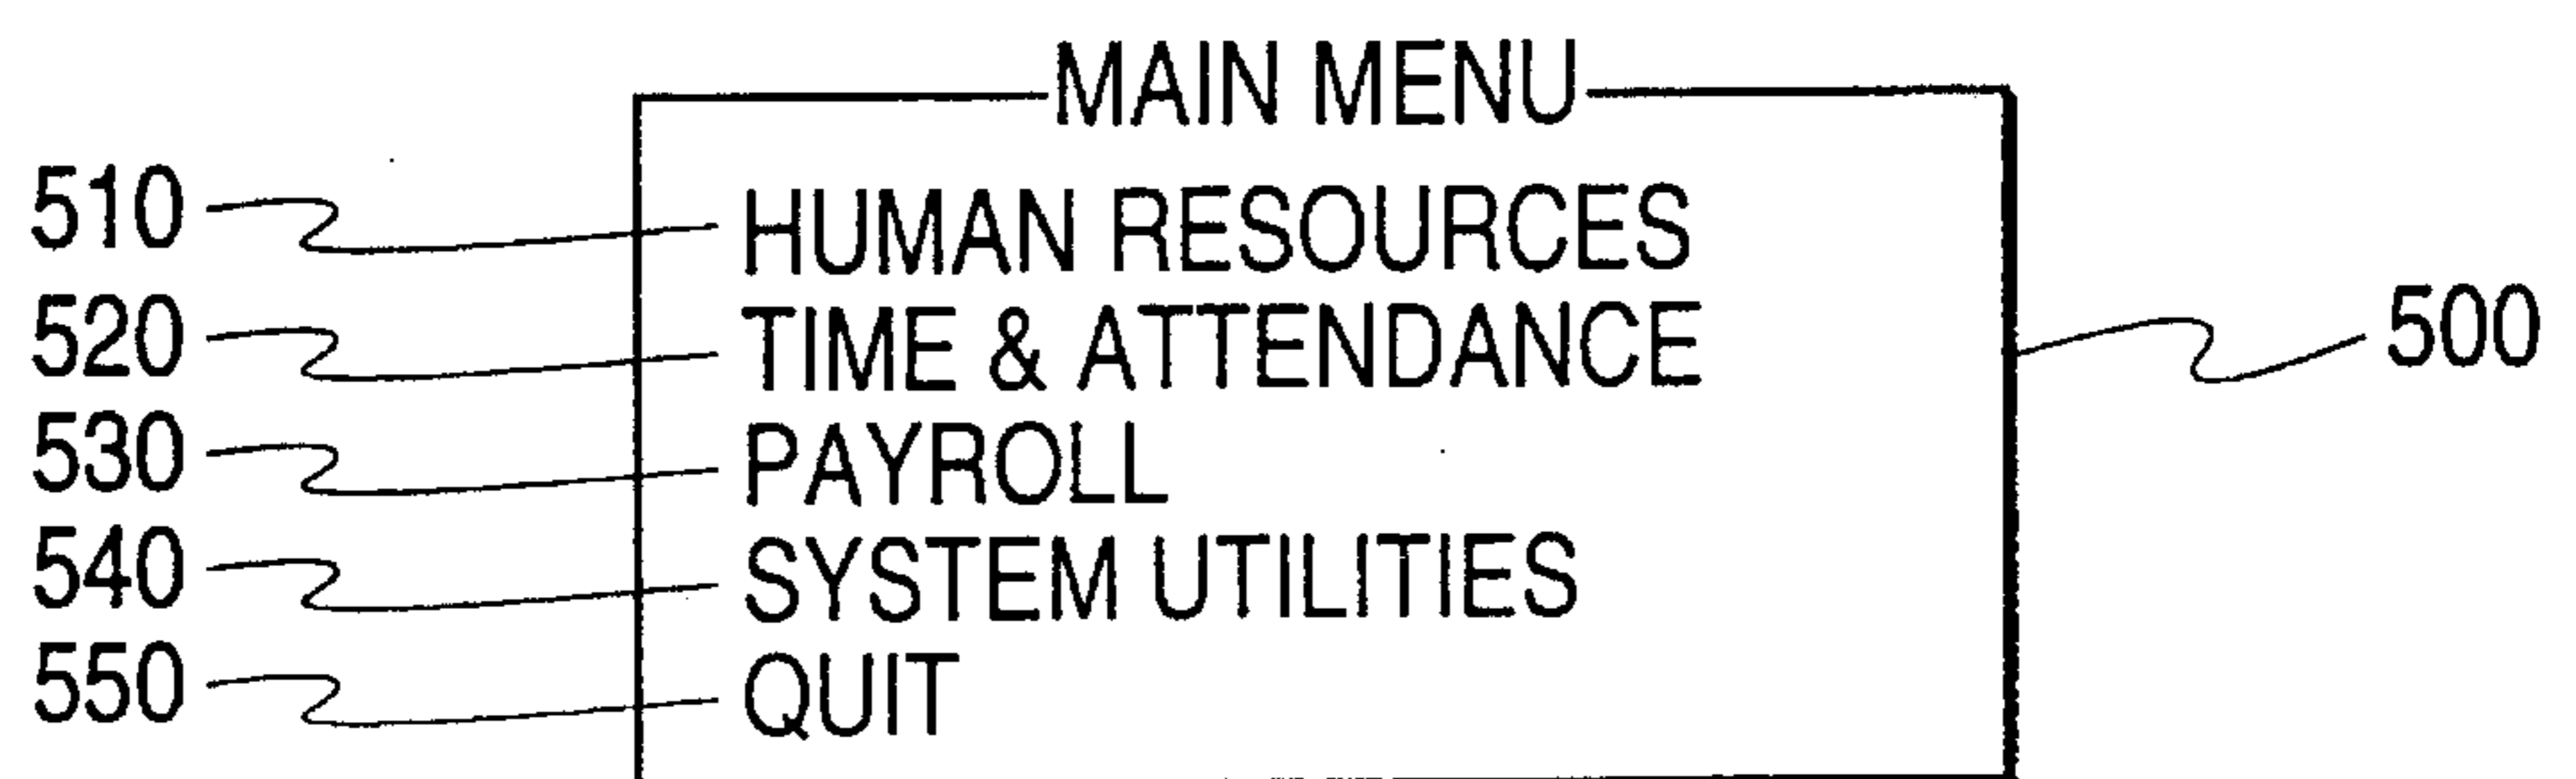 MAIN MENU
510 HUMAN RESOURCES
520 TIME & ATTENDANCE 500
530 PAYROLL
540 SYSTEM UTILITIES
550 QUIT